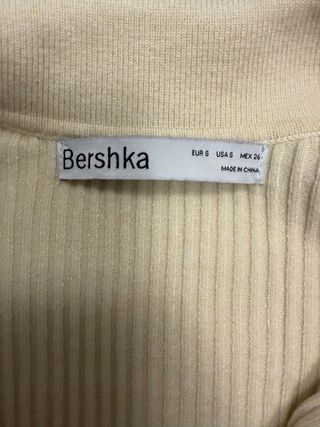 Bershka
EUR S USA S MEX 26
MADE IN CHINA